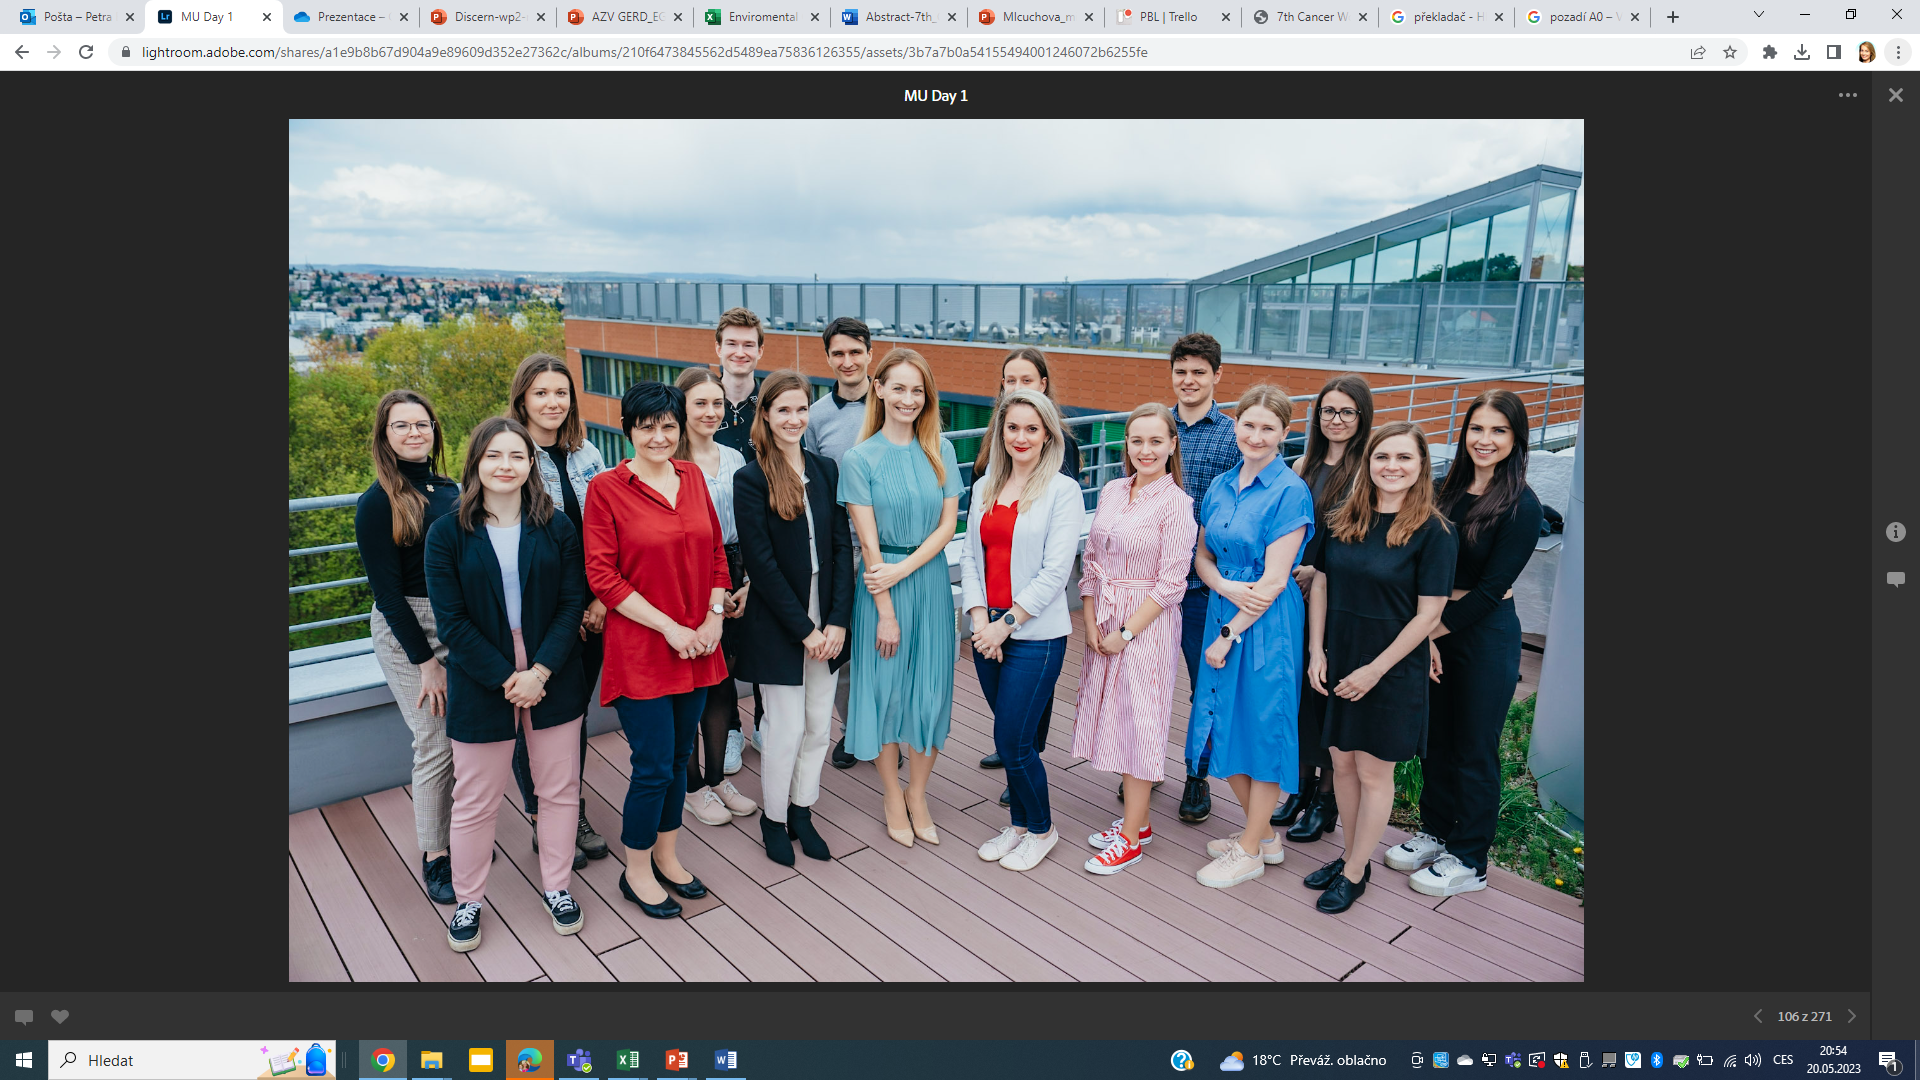 Pošta – Petra
MU Day 1
Prezentace –
Discern-wp2-
AZV GERD_EG
Enviromental
Abstract-7th_
Mlcuchova_m
PBL | Trello
7th Cancer W
překladač - H
pozadí A0 –
lightroom.adobe.com/shares/a1e9b8b67d904a9e89609d352e27362c/albums/210f6473845562d5489ea75836126355/assets/3b7a7b0a54155494001246072b6255fe
MU Day 1
106 z 271
Hledat
18°C Převáž. oblačno
CES
20:54
20.05.2023
1